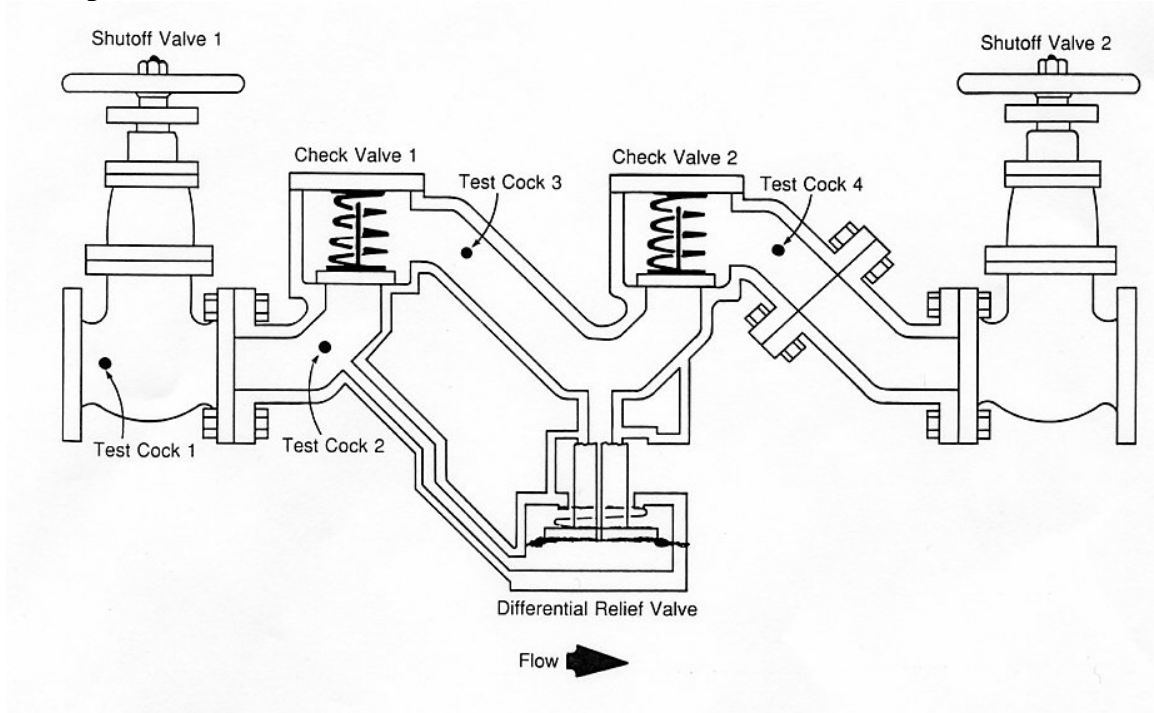 Shutoff Valve 1
Shutoff Valve 2
Check Valve 1
Check Valve 2
Test Cock 3
Test Cock 4
Test Cock 1
Test Cock 2
Differential Relief Valve
Flow